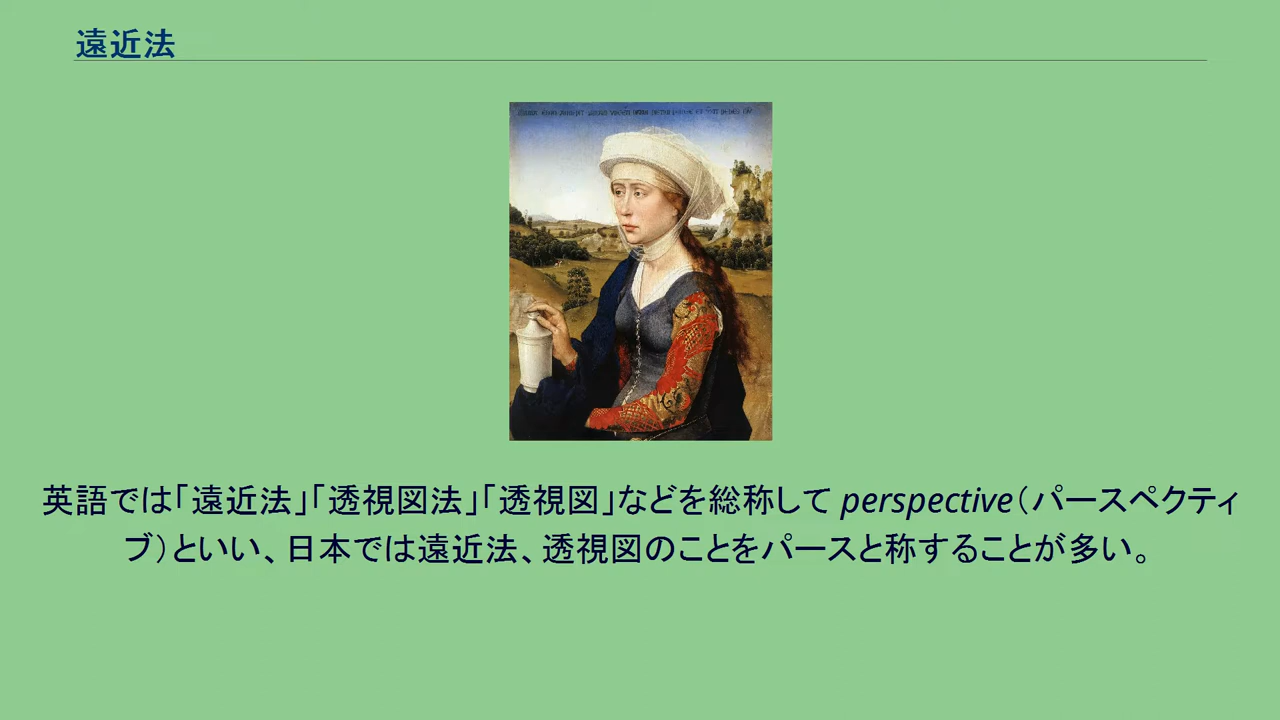 遠近法
英語では「遠近法」「透視図法」「透視図」などを総称して perspective（パースペクティ
ブ）といい、日本では遠近法、透視図のことをパースと称することが多い。